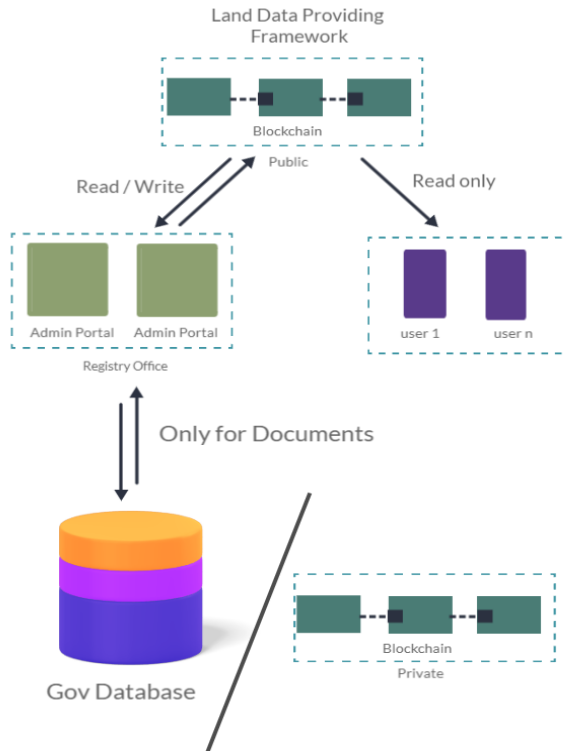 Land Data Providing
Framework
Blockchain
Public
Read / Write
Read only
Admin Portal
Admin Portal
user 1
user n
Registry Office
Only for Documents
Gov Database
Blockchain
Private